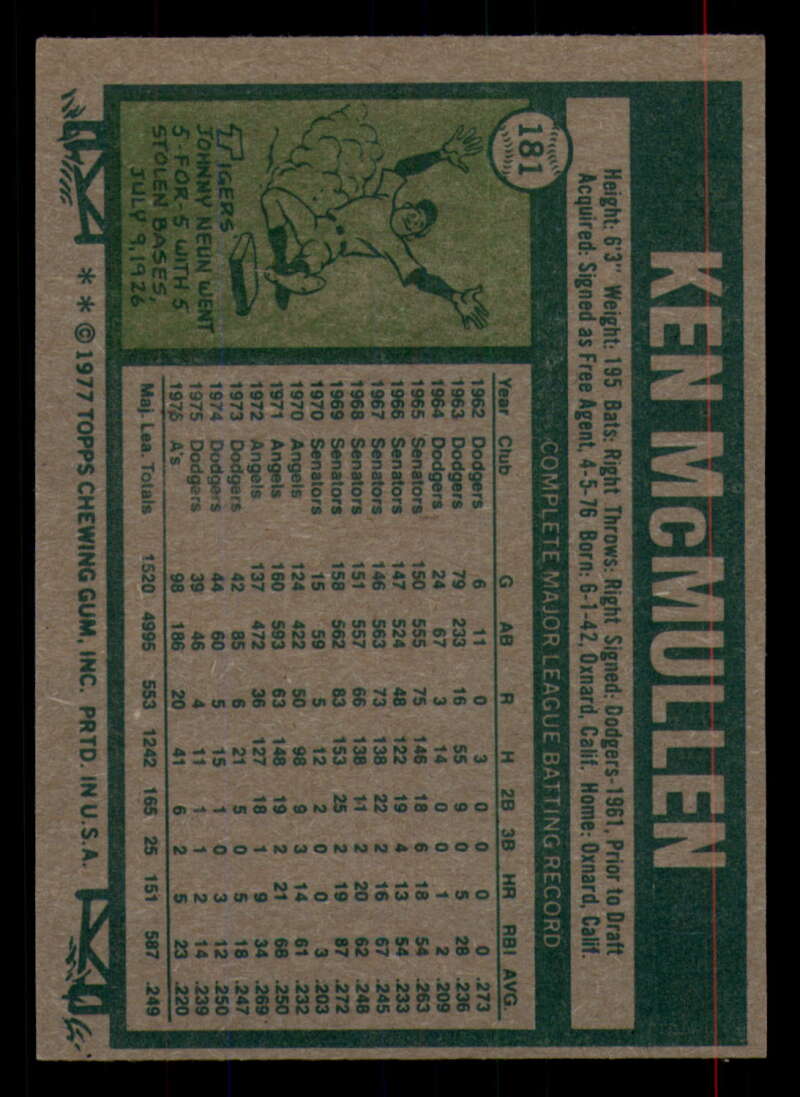 181
KEN McMULLEN
Height: 6'3" Weight: 195 Bats: Right Throws: Right Signed: Dodgers-1961, Prior to Draft
Acquired: Signed as Free Agent, 4-5-76 Born: 6-1-42, Oxnard, Calif. Home: Oxnard, Calif.
COMPLETE MAJOR LEAGUE BATTING RECORD
Year Club G AB R H 2B 3B HR RBI AVG.
1962 Dodgers 6 11 0 3 0 0 0 0 .273
1963 Dodgers 79 233 16 55 9 0 5 28 .236
1964 Dodgers 24 67 3 14 0 0 1 2 .209
1965 Senators 150 555 75 146 18 6 18 54 .263
1966 Senators 147 524 48 122 19 4 13 54 .233
1967 Senators 146 563 73 138 22 2 16 67 .245
1968 Senators 151 557 66 138 11 2 20 62 .248
1969 Senators 158 562 83 153 25 2 19 87 .272
1970 Senators 15 59 5 12 2 0 0 3 .203
1970 Angels 124 422 50 98 9 3 14 61 .232
1971 Angels 160 593 63 148 19 2 21 68 .250
1972 Angels 137 472 36 127 18 1 9 34 .269
1973 Dodgers 42 85 6 21 5 0 5 18 .247
1974 Dodgers 44 60 5 15 1 0 3 12 .250
1975 Dodgers 39 46 4 11 1 1 2 14 .239
1976 A's 98 186 20 41 6 2 5 23 .220
Maj. Lea. Totals 1520 4995 553 1242 165 25 151 587 .249
TIGERS
JOHNNY NEUN WENT
5-FOR-5 WITH 5
STOLEN BASES,
JULY 9, 1926
* * © 1977 TOPPS CHEWING GUM, INC. PRTD. IN U.S.A.